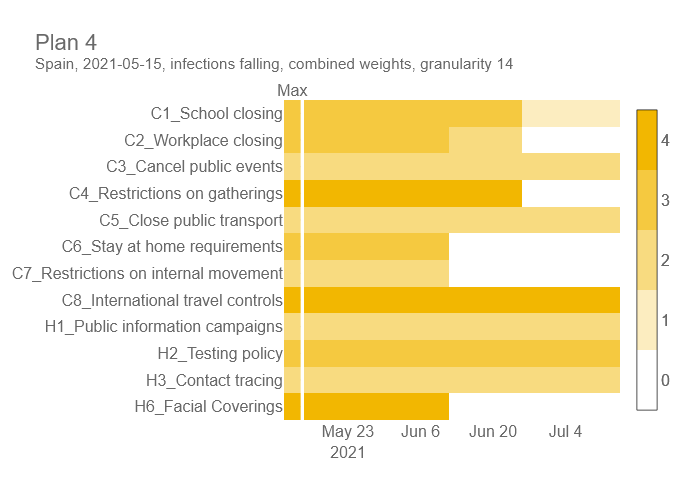 Plan 4
Spain, 2021-05-15, infections falling, combined weights, granularity 14
Max
C1_School closing
C2_Workplace closing
C3_Cancel public events
C4_Restrictions on gatherings
C5_Close public transport
C6_Stay at home requirements
C7_Restrictions on internal movement
C8_International travel controls
H1_Public information campaigns
H2_Testing policy
H3_Contact tracing
H6_Facial Coverings
May 23 Jun 6 Jun 20 Jul 4
2021
4
3
2
1
0